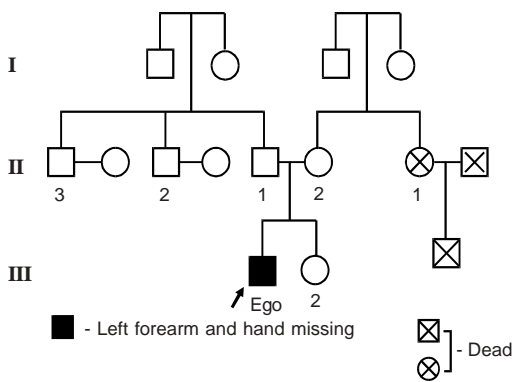 I
II
3 2 1 2 1
III
Ego 2
- Left forearm and hand missing
- Dead